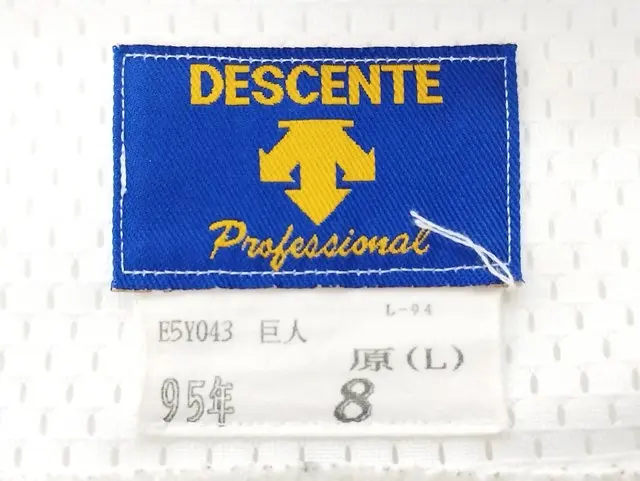 DESCENTE
Professional
L-94
E5Y043 巨人
原(L)
95年 8